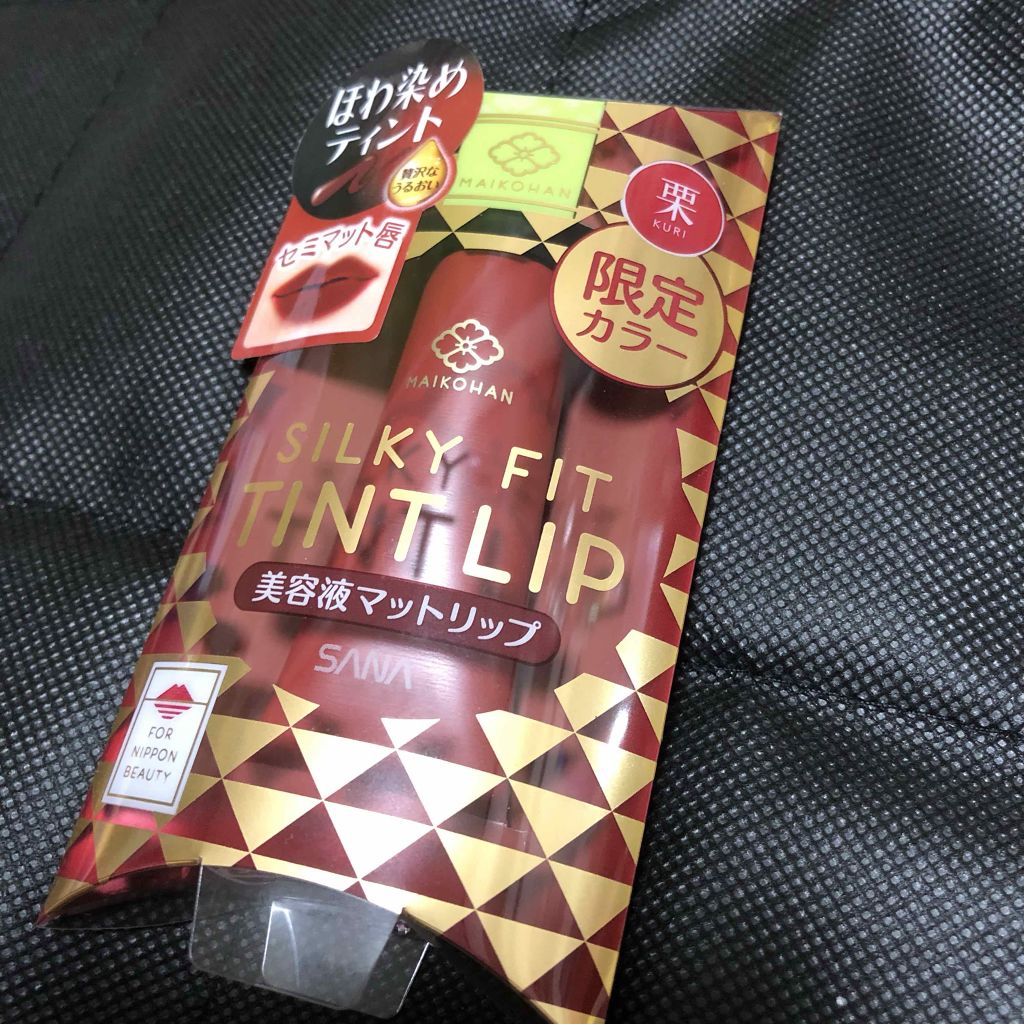 ほわ染め
ティント
贅沢な
うるおい
セミマット唇
MAIKOHAN
栗
KURI
限定
カラー
MAIKOHAN
SILKY FIT
TINT LIP
美容液マットリップ
SANA
FOR
NIPPON
BEAUTY